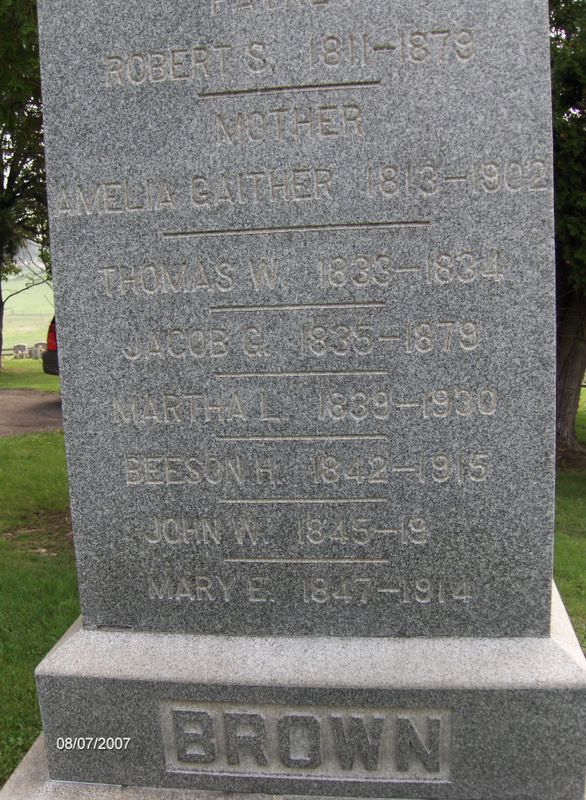 ROBERT S. 1811-1879
MOTHER
AMELIA GAITHER 1813-1902
THOMAS W. 1833-1834
JACOB G. 1835-1879
MARTHA L. 1839-1930
BEESON H. 1842-1915
JOHN W. 1845-19
MARY E. 1847-1914
BROWN
08/07/2007